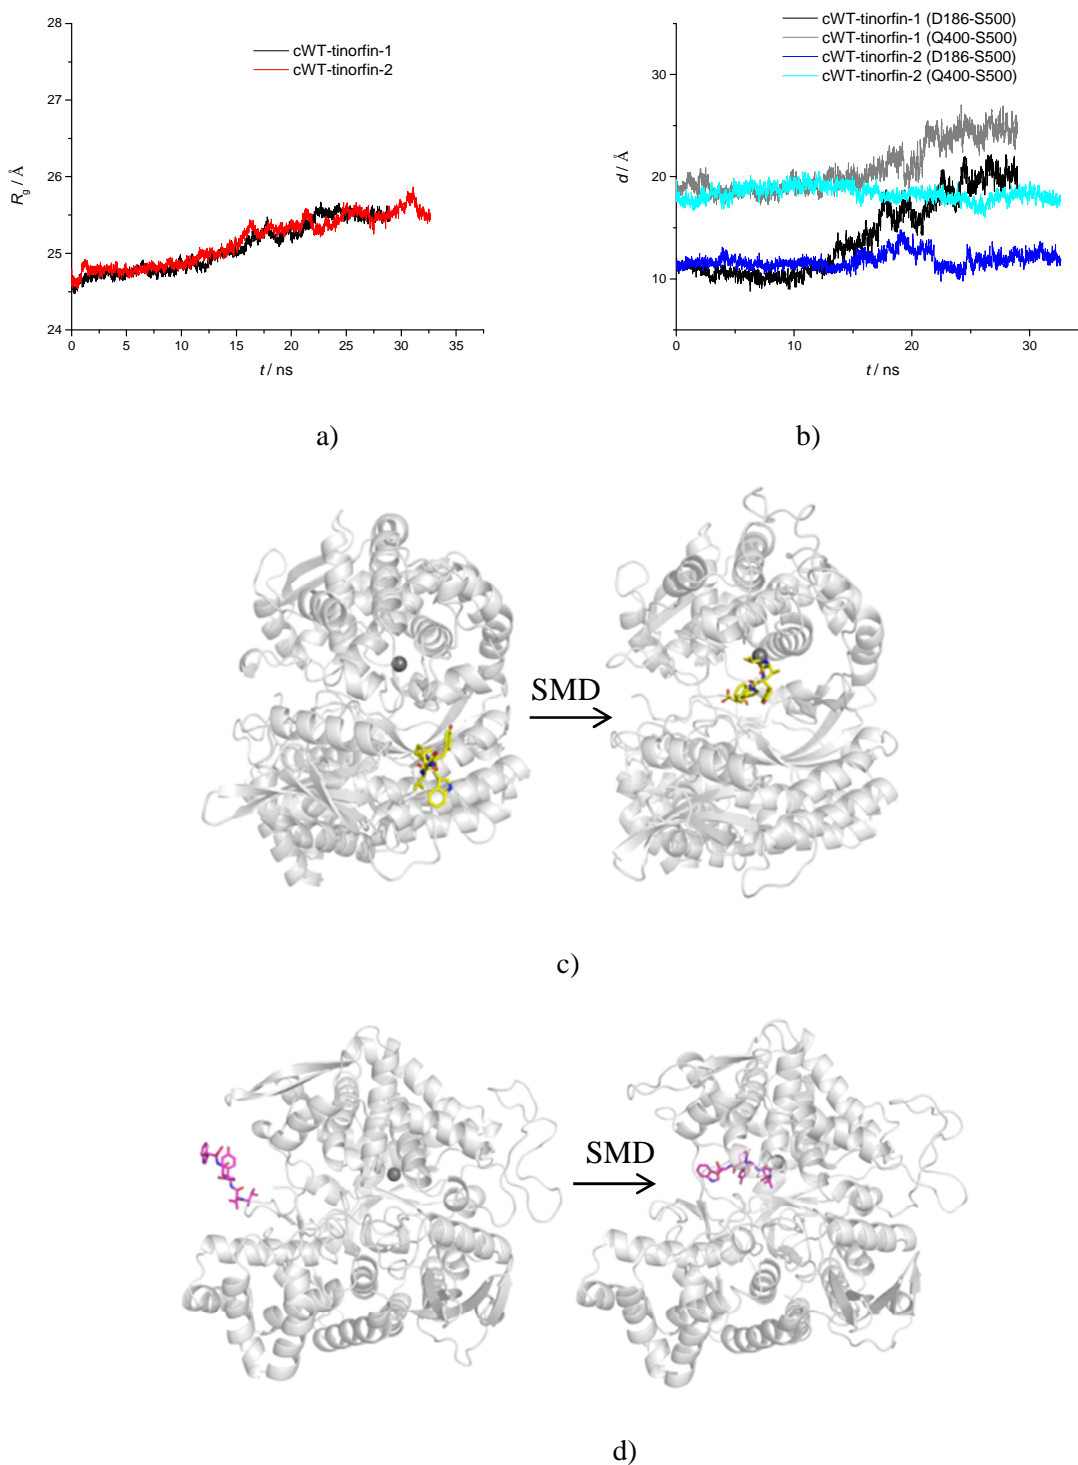 cWT-tinorfin-1
cWT-tinorfin-2
28
27
26
25
24
R_g / Å
0 5 10 15 20 25 30 35
t / ns
a)
cWT-tinorfin-1 (D186-S500)
cWT-tinorfin-1 (Q400-S500)
cWT-tinorfin-2 (D186-S500)
cWT-tinorfin-2 (Q400-S500)
30
20
10
d / Å
0 10 20 30
t / ns
b)
SMD
c)
SMD
d)